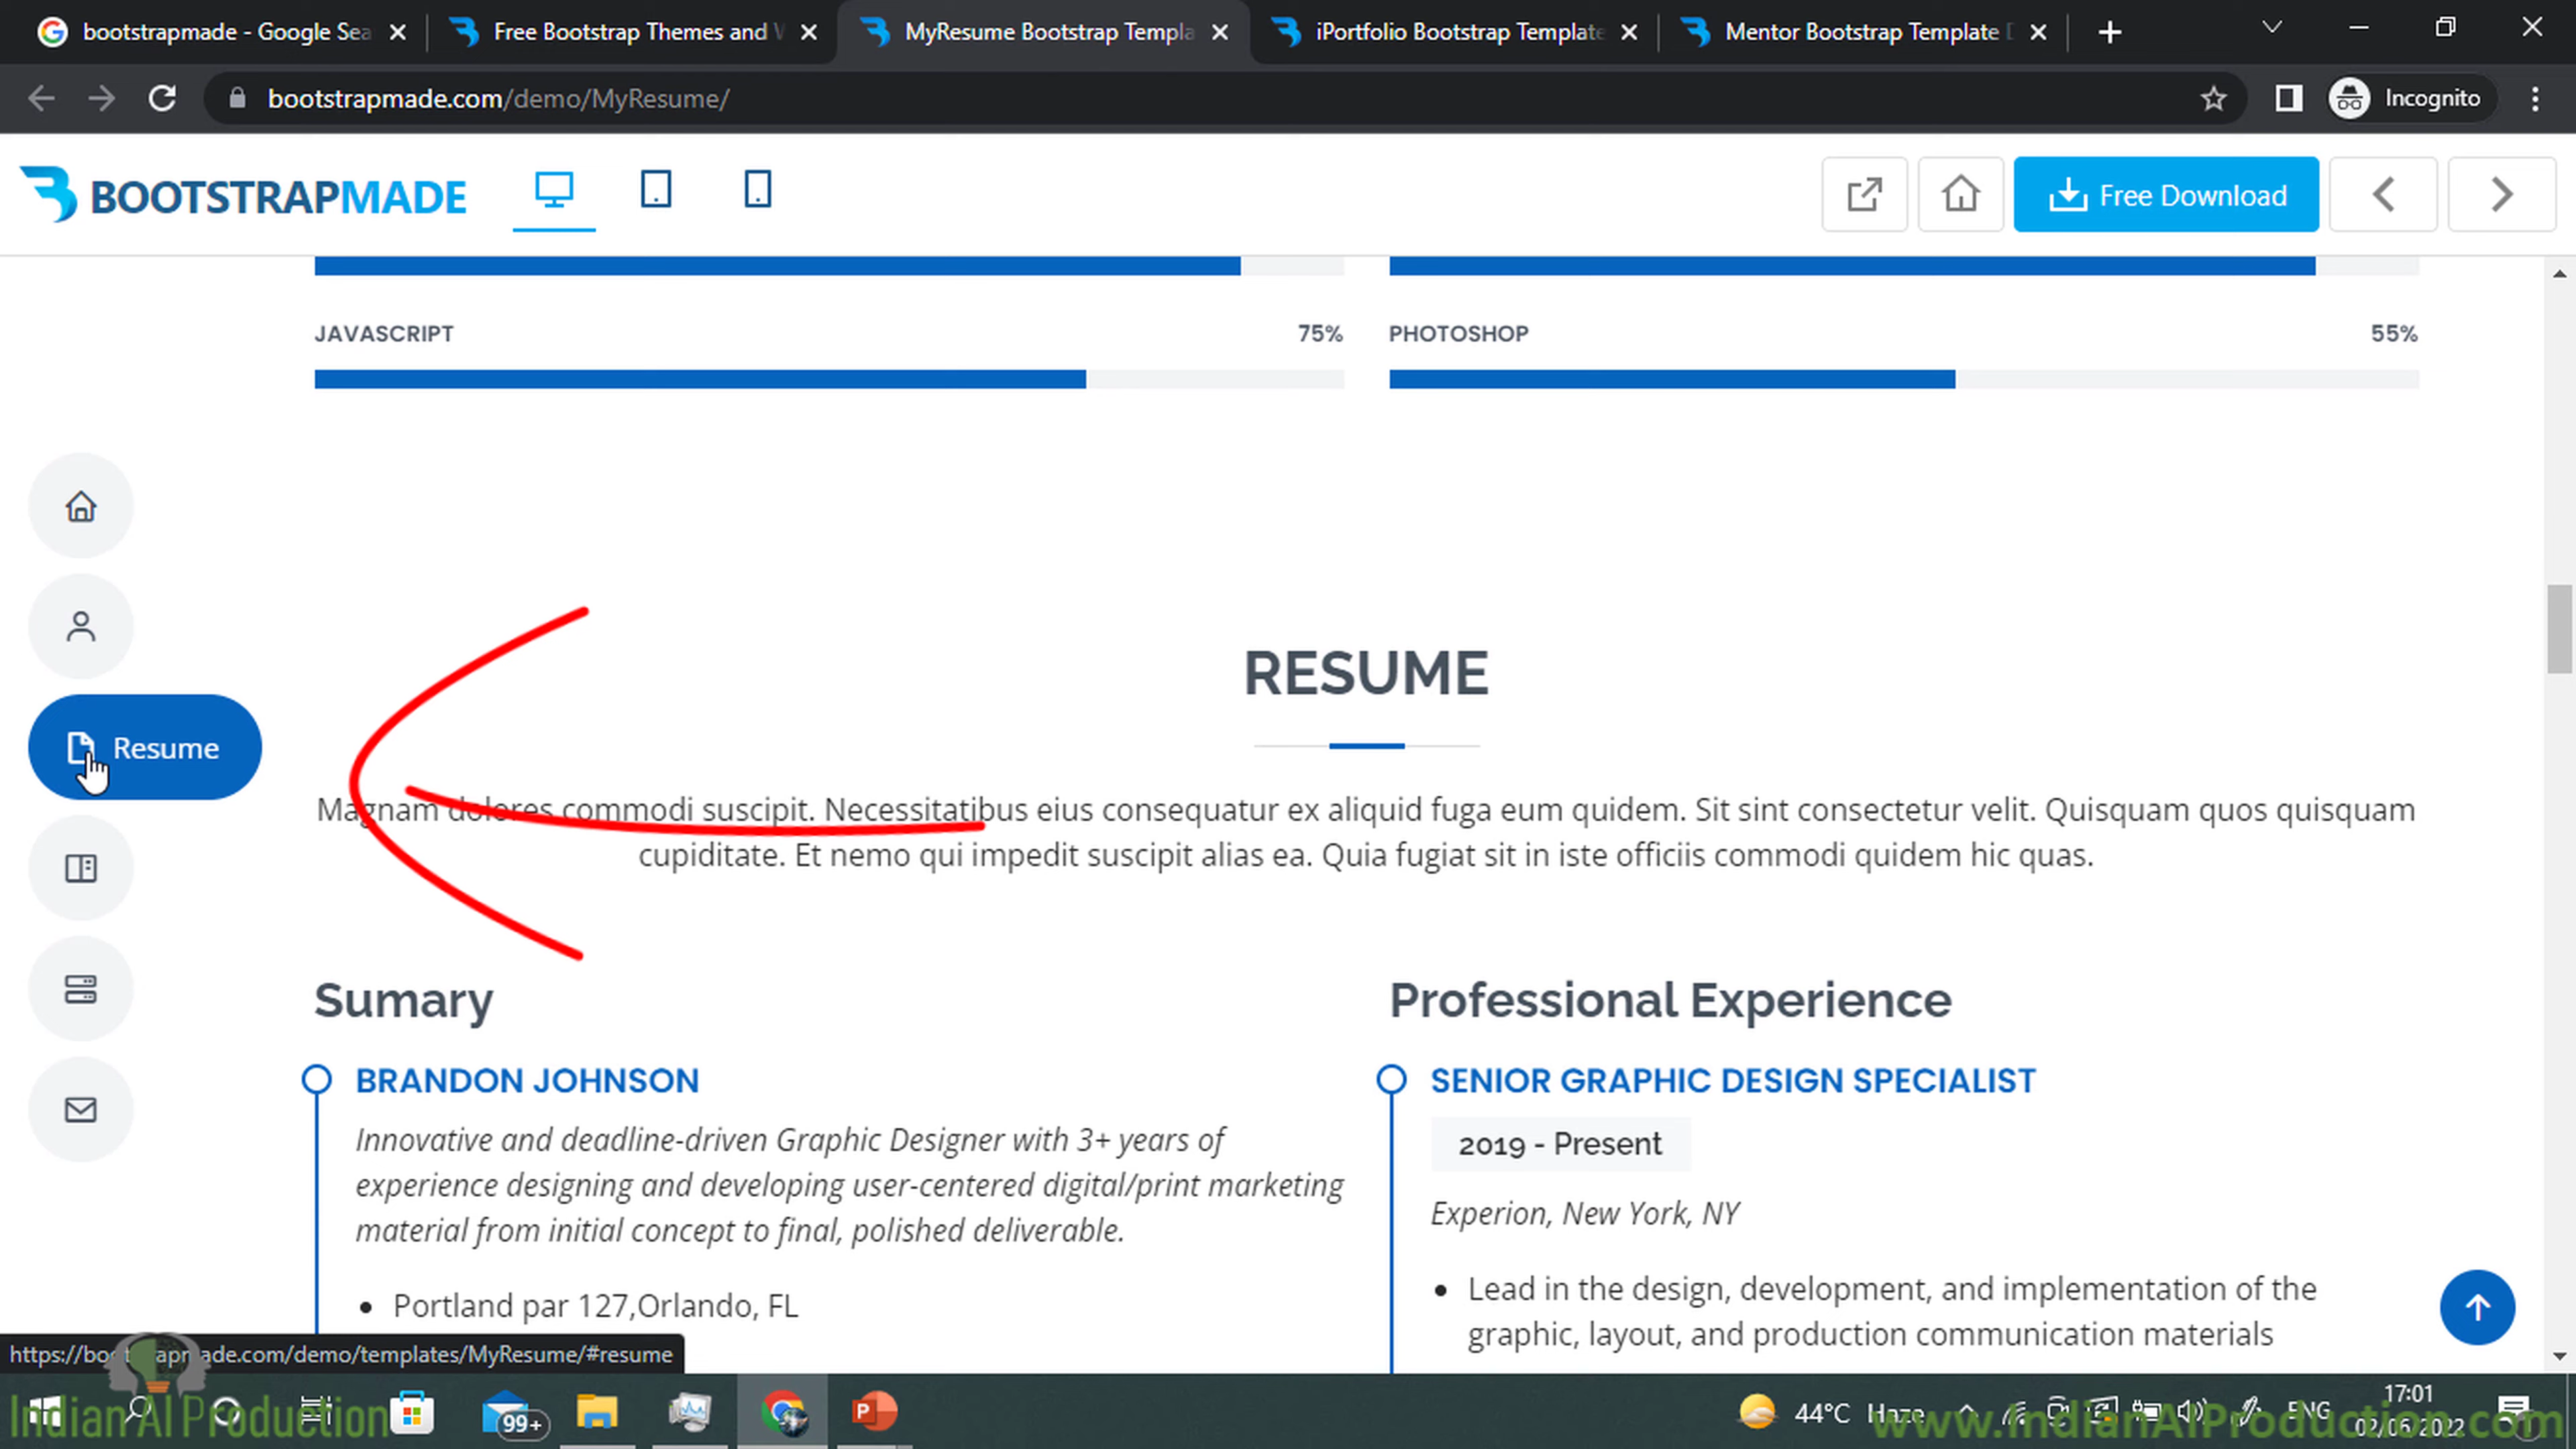 bootstrapmade - Google Sea
Free Bootstrap Themes and W
MyResume Bootstrap Templa
iPortfolio Bootstrap Template
Mentor Bootstrap Template D
bootstrapmade.com/demo/MyResume/
Incognito
BOOTSTRAPMADE
Free Download
JAVASCRIPT 75%
PHOTOSHOP 55%
Resume
RESUME
Magnam dolores commodi suscipit. Necessitatibus eius consequatur ex aliquid fuga eum quidem. Sit sint consectetur velit. Quisquam quos quisquam
cupiditate. Et nemo qui impedit suscipit alias ea. Quia fugiat sit in iste officiis commodi quidem hic quas.
Sumary
BRANDON JOHNSON
Innovative and deadline-driven Graphic Designer with 3+ years of
experience designing and developing user-centered digital/print marketing
material from initial concept to final, polished deliverable.
Portland par 127,Orlando, FL
Professional Experience
SENIOR GRAPHIC DESIGN SPECIALIST
2019 - Present
Experion, New York, NY
Lead in the design, development, and implementation of the
graphic, layout, and production communication materials
https://bootstrapmade.com/demo/templates/MyResume/#resume
Indian AI Production
99+
P
44°C Haze
ENG
17:01
02/06/2022
www.IndianAIProduction.com